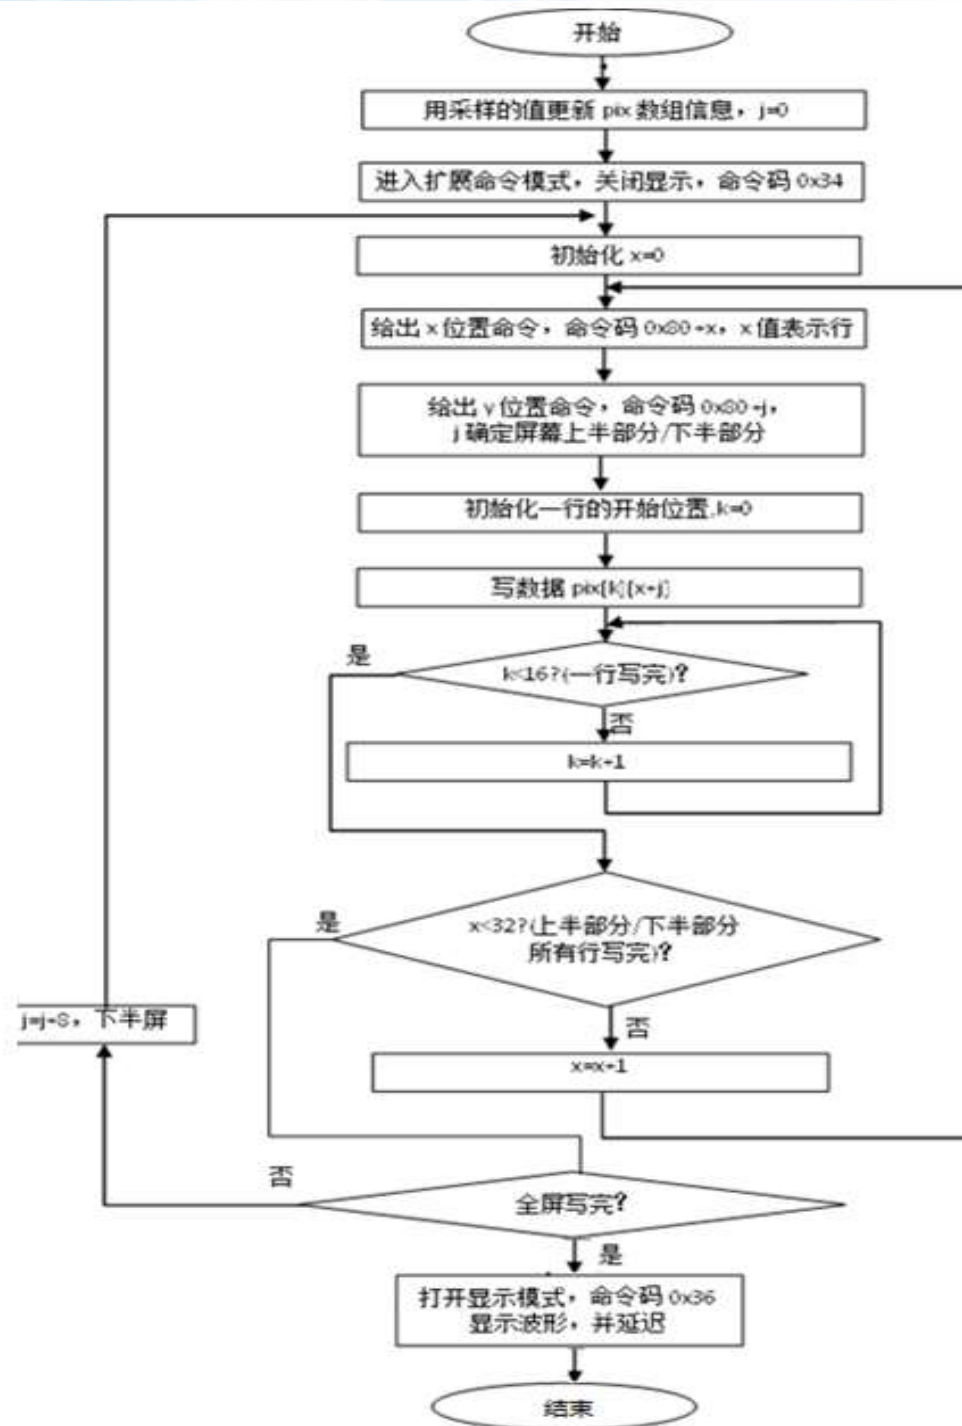 开始
用采样的值更新 pix 数组信息，j=0
进入扩展命令模式，关闭显示，命令码 0x34
初始化 x=0
给出 x 位置命令，命令码 0x80+x，x 值表示行
给出 y 位置命令，命令码 0x80+j，
j 确定屏幕上半部分/下半部分
初始化一行的开始位置,k=0
写数据 pix[k][x+j]
是
k<16?(一行写完)?
否
k=k+1
是
x<32?(上半部分/下半部分
所有行写完)?
j=j+8，下半屏
否
x=x+1
否
全屏写完?
是
打开显示模式，命令码 0x36
显示波形，并延迟
结束